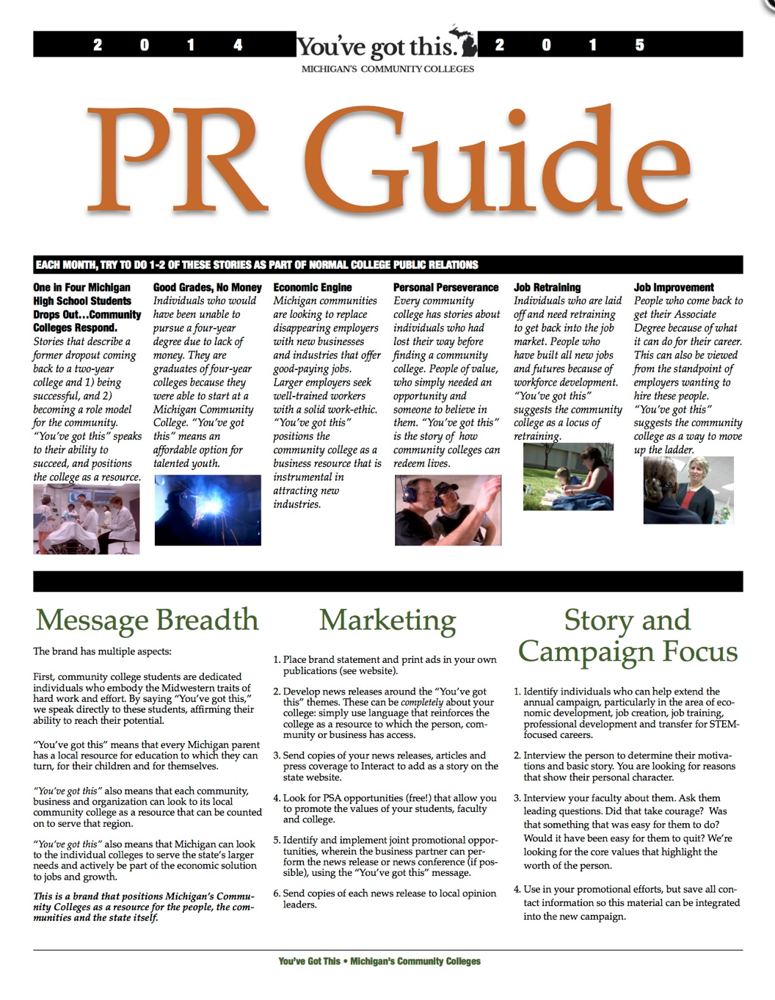 2 0 1 4 You've got this. 2 0 1 5
MICHIGAN'S COMMUNITY COLLEGES
PR Guide
EACH MONTH, TRY TO DO 1-2 OF THESE STORIES AS PART OF NORMAL COLLEGE PUBLIC RELATIONS
One in Four Michigan
High School Students
Drops Out…Community
Colleges Respond.
Stories that describe a
former dropout coming
back to a two-year
college and 1) being
successful, and 2)
becoming a role model
for the community.
"You've got this" speaks
to their ability to
succeed, and positions
the college as a resource.
Good Grades, No Money
Individuals who would
have been unable to
pursue a four-year
degree due to lack of
money. They are
graduates of four-year
colleges because they
were able to start at a
Michigan Community
College. "You've got
this" means an
affordable option for
talented youth.
Economic Engine
Michigan communities
are looking to replace
disappearing employers
with new businesses
and industries that offer
good-paying jobs.
Larger employers seek
well-trained workers
with a solid work-ethic.
"You've got this"
positions the
community college as a
business resource that is
instrumental in
attracting new
industries.
Personal Perseverance
Every community
college has stories about
individuals who had
lost their way before
finding a community
college. People of value,
who simply needed an
opportunity and
someone to believe in
them. "You've got this"
is the story of how
community colleges can
redeem lives.
Job Retraining
Individuals who are laid
off and need retraining
to get back into the job
market. People who
have built all new jobs
and futures because of
workforce development.
"You've got this"
suggests the community
college as a locus of
retraining.
Job Improvement
People who come back to
get their Associate
Degree because of what
it can do for their career.
This can also be viewed
from the standpoint of
employers wanting to
hire these people.
"You've got this"
suggests the community
college as a way to move
up the ladder.
Message Breadth
The brand has multiple aspects:
First, community college students are dedicated
individuals who embody the Midwestern traits of
hard work and effort. By saying "You've got this,"
we speak directly to these students, affirming their
ability to reach their potential.
"You've got this" means that every Michigan parent
has a local resource for education to which they can
turn, for their children and for themselves.
"You've got this" also means that each community,
business and organization can look to its local
community college as a resource that can be counted
on to serve that region.
"You've got this" also means that Michigan can look
to the individual colleges to serve the state's larger
needs and actively be part of the economic solution
to jobs and growth.
This is a brand that positions Michigan's Commu-
nity Colleges as a resource for the people, the com-
munities and the state itself.
Marketing
1. Place brand statement and print ads in your own
publications (see website).
2. Develop news releases around the "You've got
this" themes. These can be completely about your
college: simply use language that reinforces the
college as a resource to which the person, com-
munity or business has access.
3. Send copies of your news releases, articles and
press coverage to Interact to add as a story on the
state website.
4. Look for PSA opportunities (free!) that allow you
to promote the values of your students, faculty
and college.
5. Identify and implement joint promotional oppor-
tunities, wherein the business partner can per-
form the news release or news conference (if pos-
sible), using the "You've got this" message.
6. Send copies of each news release to local opinion
leaders.
Story and
Campaign Focus
1. Identify individuals who can help extend the
annual campaign, particularly in the area of eco-
nomic development, job creation, job training,
professional development and transfer for STEM-
focused careers.
2. Interview the person to determine their motiva-
tions and basic story. You are looking for reasons
that show their personal character.
3. Interview your faculty about them. Ask them
leading questions. Did that take courage?  Was
that something that was easy for them to do?
Would it have been easy for them to quit? We're
looking for the core values that highlight the
worth of the person.
4. Use in your promotional efforts, but save all con-
tact information so this material can be integrated
into the new campaign.
You've Got This • Michigan's Community Colleges